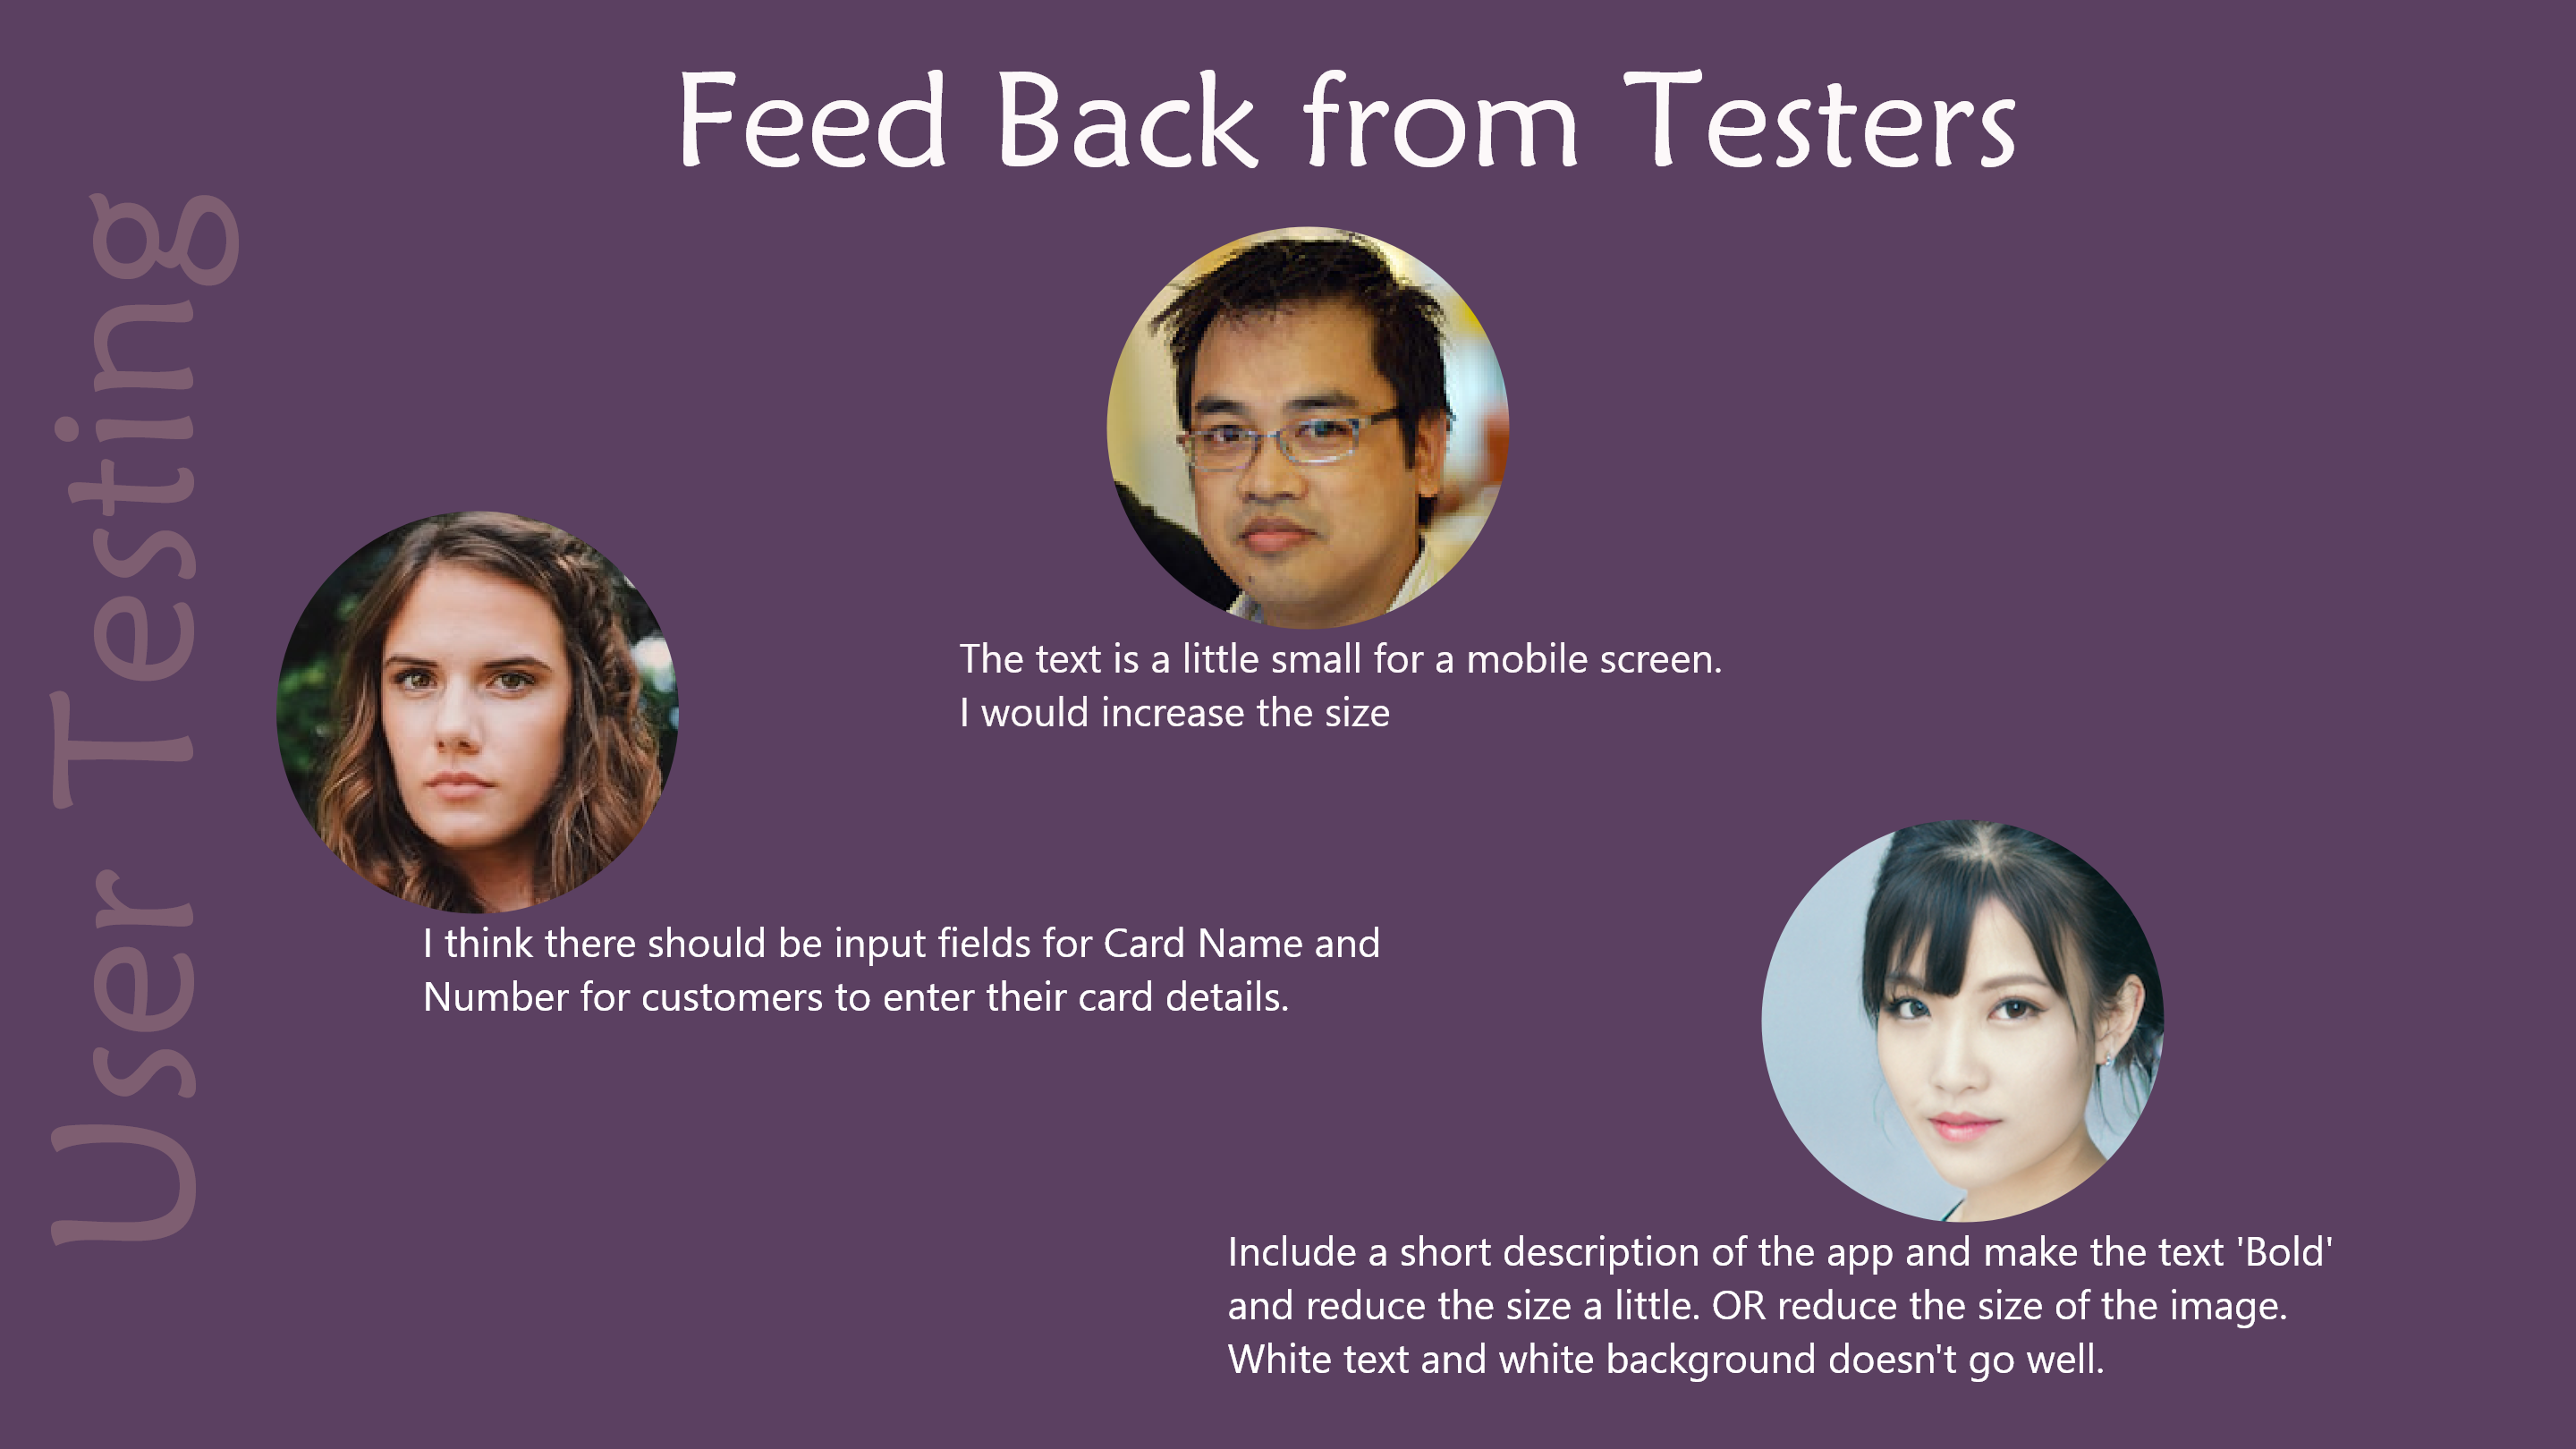 Feed Back from Testers
User Testing
The text is a little small for a mobile screen.
I would increase the size
I think there should be input fields for Card Name and
Number for customers to enter their card details.
Include a short description of the app and make the text 'Bold'
and reduce the size a little. OR reduce the size of the image.
White text and white background doesn't go well.